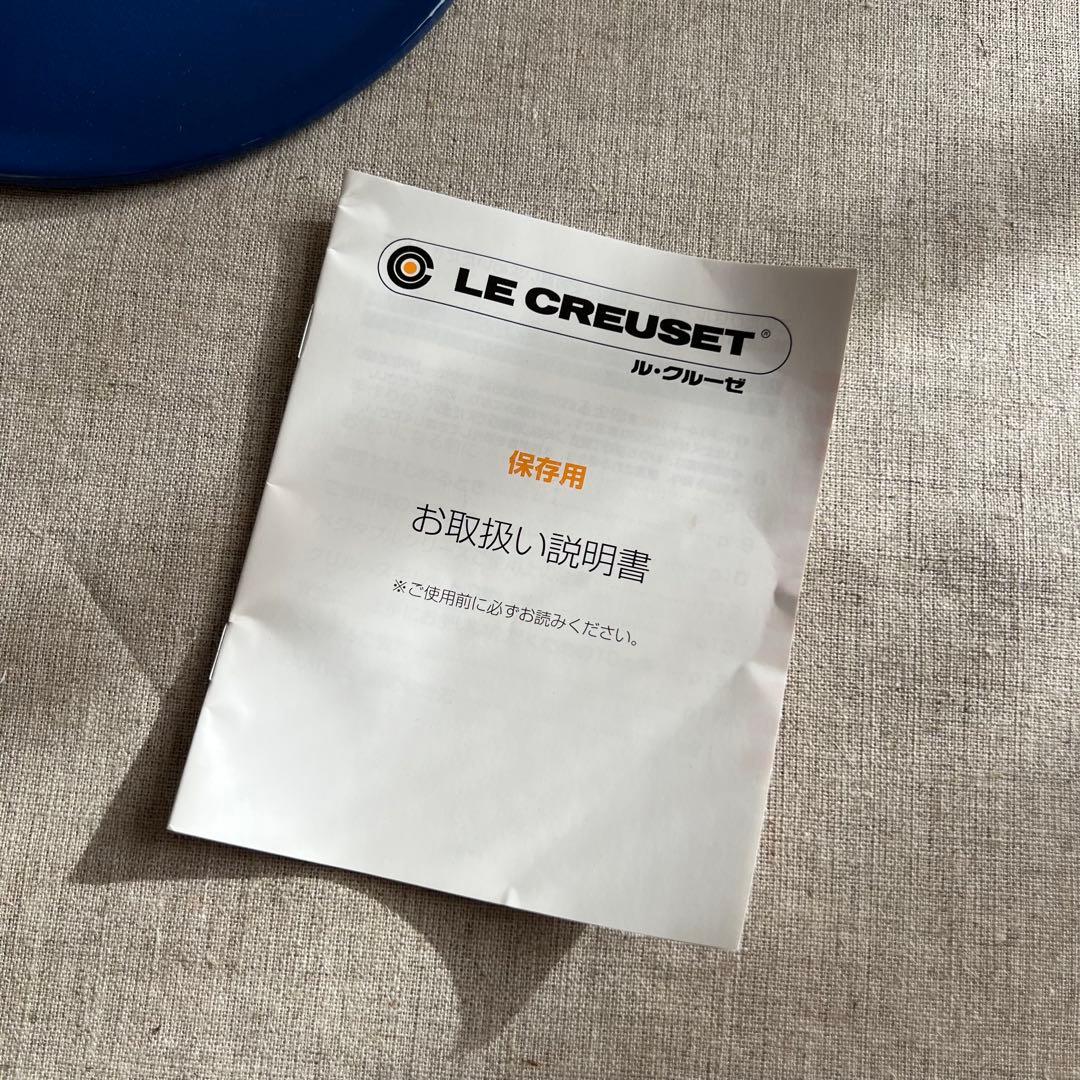 LE CREUSET®
ル・クルーゼ
保存用
お取扱い説明書
※ご使用前に必ずお読みください。